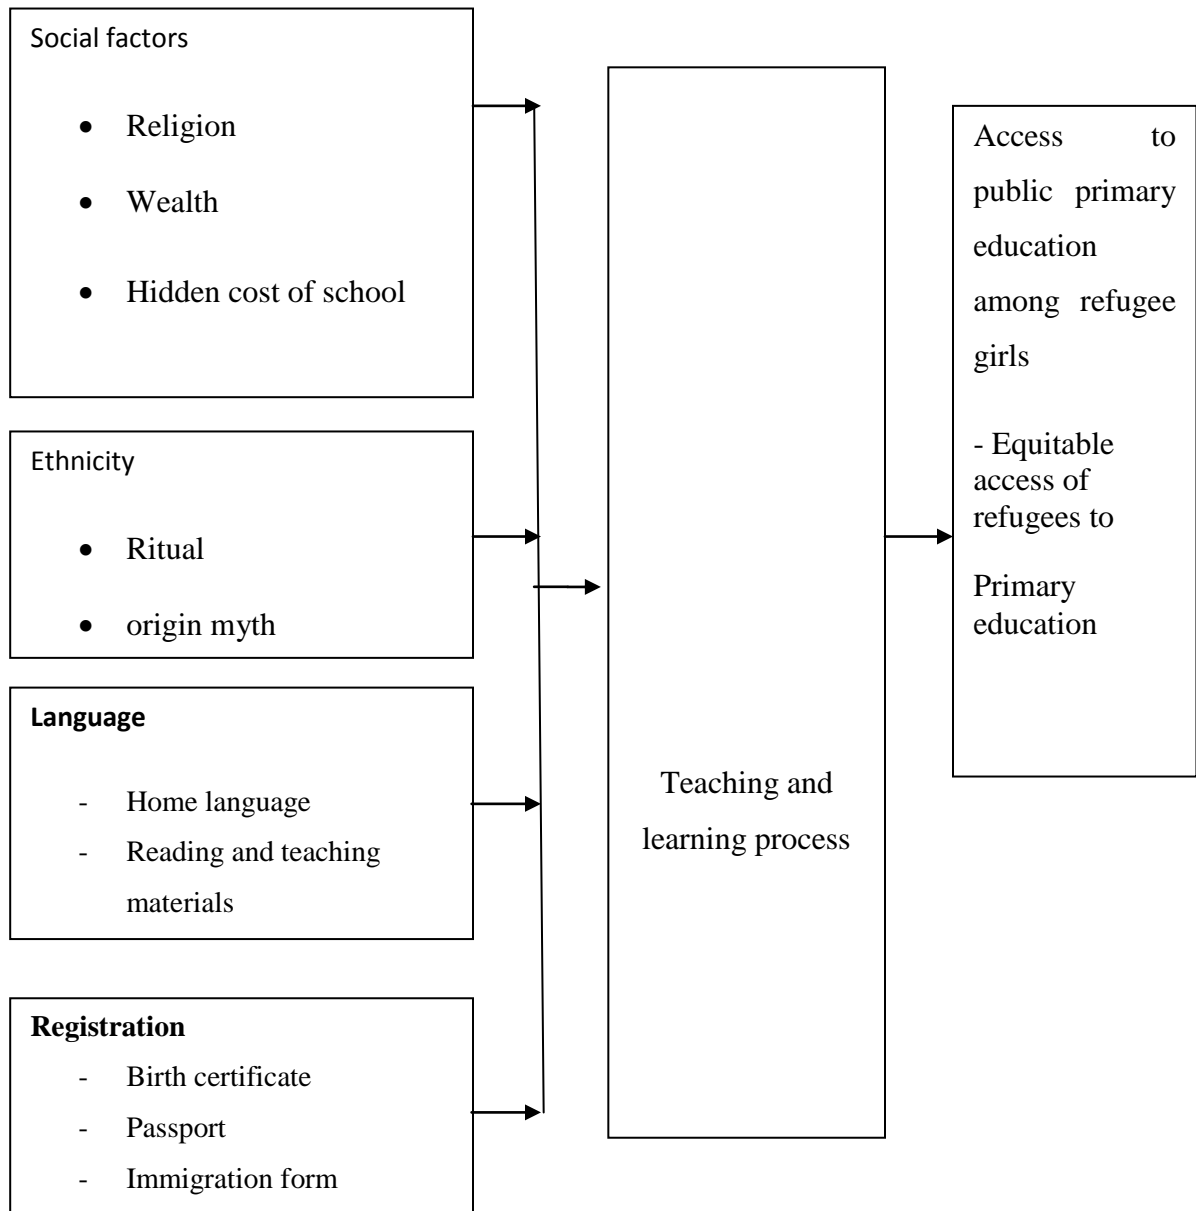 Social factors
• Religion
• Wealth
• Hidden cost of school
Ethnicity
• Ritual
• origin myth
Language
- Home language
- Reading and teaching
materials
Registration
- Birth certificate
- Passport
- Immigration form
Teaching and
learning process
Access to
public primary
education
among refugee
girls
- Equitable
access of
refugees to
Primary
education